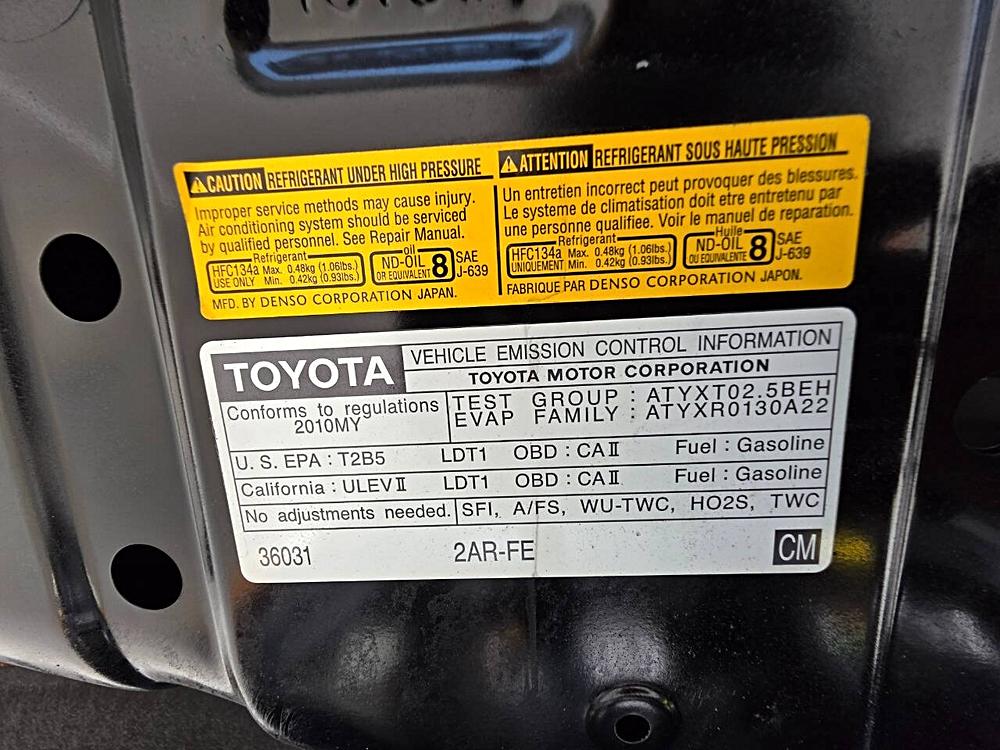 TOYOTA
CAUTION REFRIGERANT UNDER HIGH PRESSURE
Improper service methods may cause injury.
Air conditioning system should be serviced
by qualified personnel. See Repair Manual.
Refrigerant
HFC134a Max. 0.48kg (1.06lbs.)
USE ONLY Min. 0.42kg (0.93lbs.)
Oil
ND-OIL 8
OR EQUIVALENT
SAE
J-639
MFD. BY DENSO CORPORATION JAPAN.
ATTENTION REFRIGERANT SOUS HAUTE PRESSION
Un entretien incorrect peut provoquer des blessures.
Le systeme de climatisation doit etre entretenu par
une personne qualifiee. Voir le manuel de reparation.
Refrigerant
HFC134a Max. 0.48kg (1.06lbs.)
UNIQUEMENT Min. 0.42kg (0.93lbs.)
Huile
ND-OIL 8
OU EQUIVALENTE
SAE
J-639
FABRIQUE PAR DENSO CORPORATION JAPON.
TOYOTA
VEHICLE EMISSION CONTROL INFORMATION
TOYOTA MOTOR CORPORATION
Conforms to regulations
2010MY
TEST GROUP : ATYXT02.5BEH
EVAP FAMILY : ATYXR0130A22
U. S. EPA : T2B5 LDT1 OBD : CAⅡ Fuel : Gasoline
California : ULEVⅡ LDT1 OBD : CAⅡ Fuel : Gasoline
No adjustments needed. SFI, A/FS, WU-TWC, HO2S, TWC
36031 2AR-FE CM